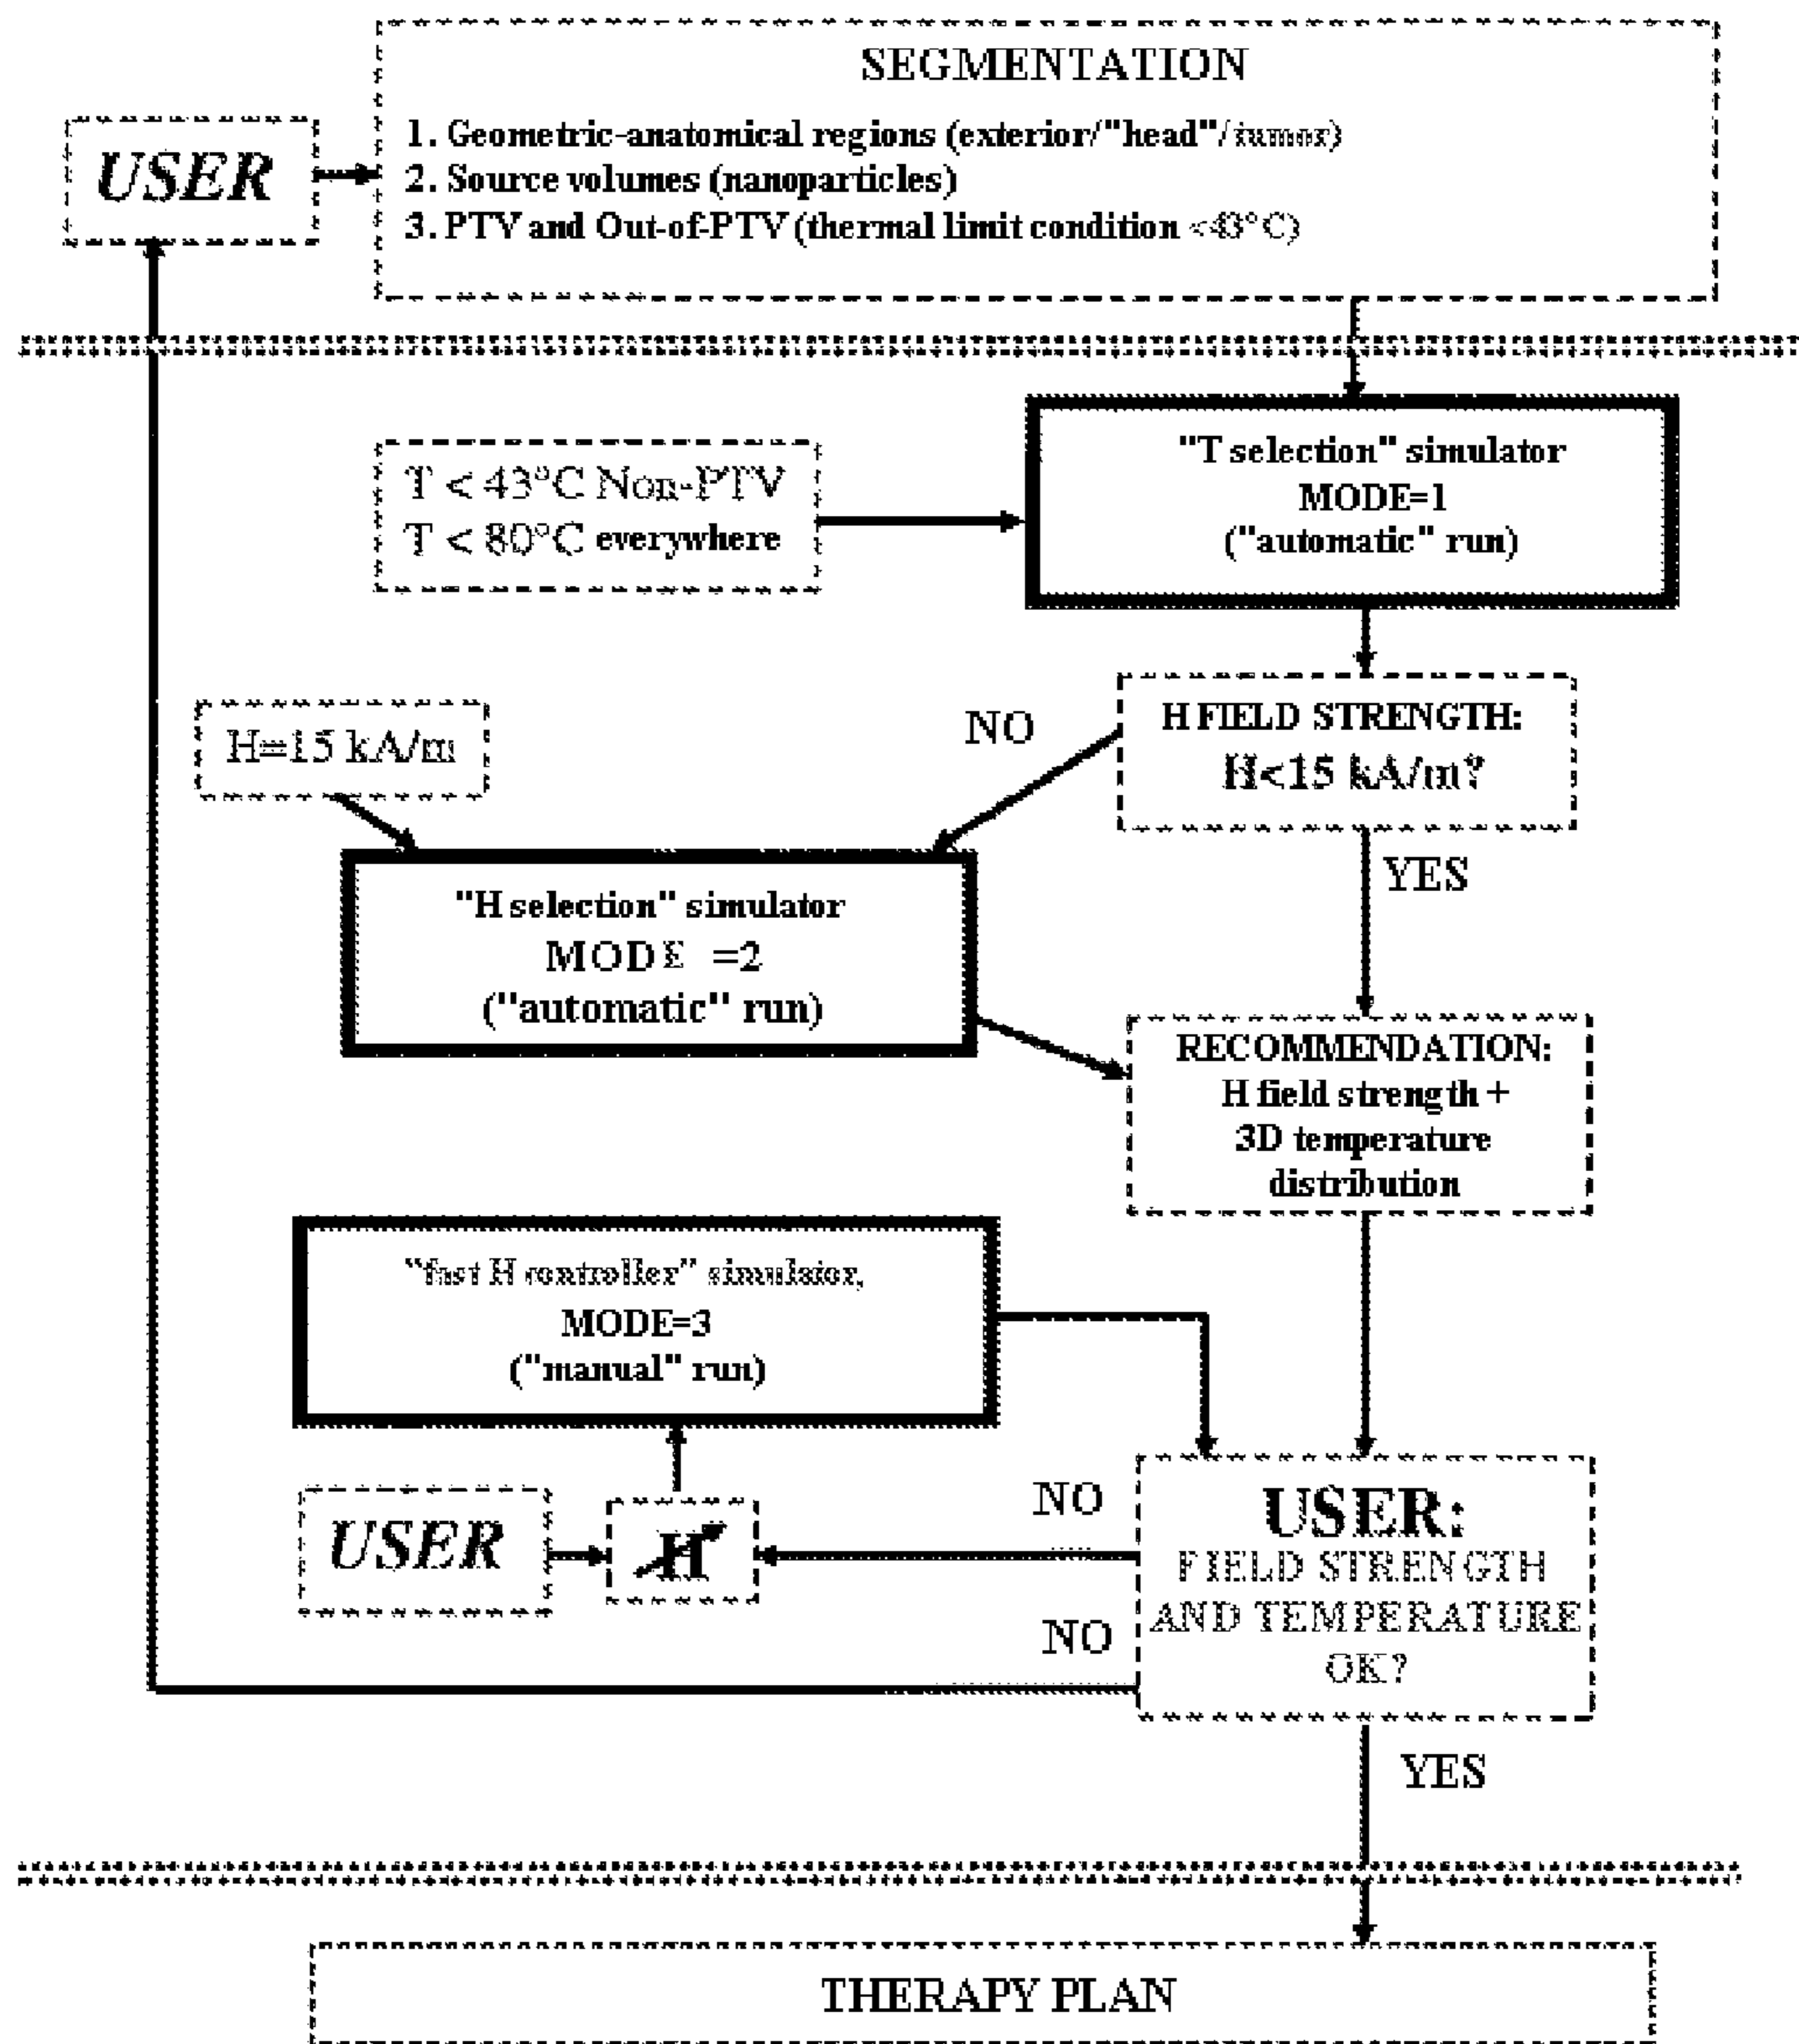 SEGMENTATION
USER
1. Geometric-anatomical regions (exterior/"head"/tumor)
2. Source volumes (nanoparticles)
3. PTV and Out-of-PTV (thermal limit condition <43°C)
"T selection" simulator
MODE=1
("automatic" run)
T < 43°C Non-PTV
T < 80°C everywhere
H FIELD STRENGTH:
H<15 kA/m?
NO
H=15 kA/m
YES
"H selection" simulator
MODE =2
("automatic" run)
RECOMMENDATION:
H field strength +
3D temperature
distribution
"fast H controller" simulator,
MODE=3
("manual" run)
USER
H
NO
NO
USER:
FIELD STRENGTH
AND TEMPERATURE
OK?
YES
THERAPY PLAN